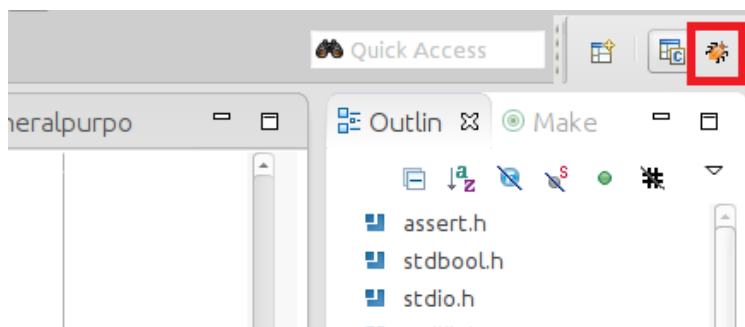 Quick Access
neralpurpo
Outlin
Make
assert.h
stdbool.h
stdio.h